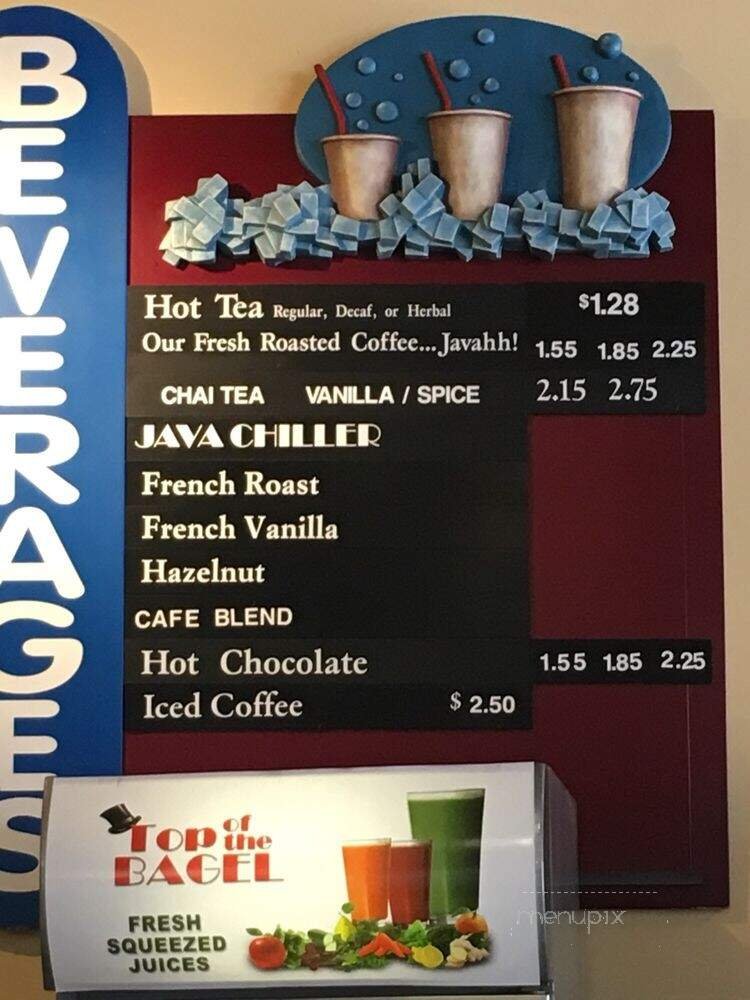 BEVERAGES
Hot Tea Regular, Decaf, or Herbal $1.28
Our Fresh Roasted Coffee...Javahh! 1.55 1.85 2.25
CHAI TEA VANILLA / SPICE 2.15 2.75
JAVA CHILLER
French Roast
French Vanilla
Hazelnut
CAFE BLEND
Hot Chocolate 1.55 1.85 2.25
Iced Coffee $ 2.50
Top of the
BAGEL
FRESH
SQUEEZED
JUICES
menupix